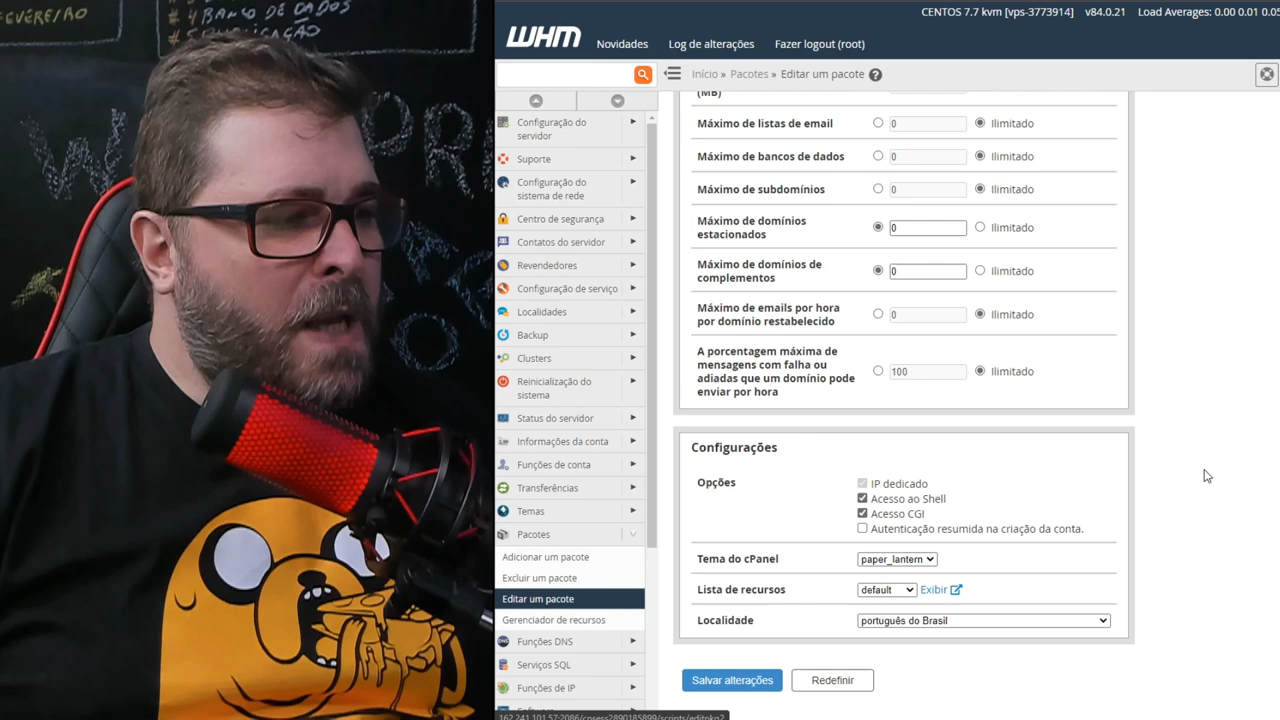 FEVEREIRO
#4 BANCO DE DADOS
#5
WHM
CENTOS 7.7 kvm [vps-3773914] v84.0.21 Load Averages: 0.00 0.01 0.05
Novidades Log de alterações Fazer logout (root)
Início » Pacotes » Editar um pacote
Configuração do
servidor
Suporte
Configuração do
sistema de rede
Centro de segurança
Contatos do servidor
Revendedores
Configuração de serviço
Localidades
Backup
Clusters
Reinicialização do
sistema
Status do servidor
Informações da conta
Funções de conta
Transferências
Temas
Pacotes
Adicionar um pacote
Excluir um pacote
Editar um pacote
Gerenciador de recursos
Funções DNS
Serviços SQL
Funções de IP
(MB)
Máximo de listas de email 0 Ilimitado
Máximo de bancos de dados 0 Ilimitado
Máximo de subdomínios 0 Ilimitado
Máximo de domínios
estacionados 0 Ilimitado
Máximo de domínios de
complementos 0 Ilimitado
Máximo de emails por hora
por domínio restabelecido 0 Ilimitado
A porcentagem máxima de
mensagens com falha ou
adiadas que um domínio pode
enviar por hora 100 Ilimitado
Configurações
Opções IP dedicado
Acesso ao Shell
Acesso CGI
Autenticação resumida na criação da conta.
Tema do cPanel paper_lantern
Lista de recursos default Exibir
Localidade português do Brasil
Salvar alterações Redefinir